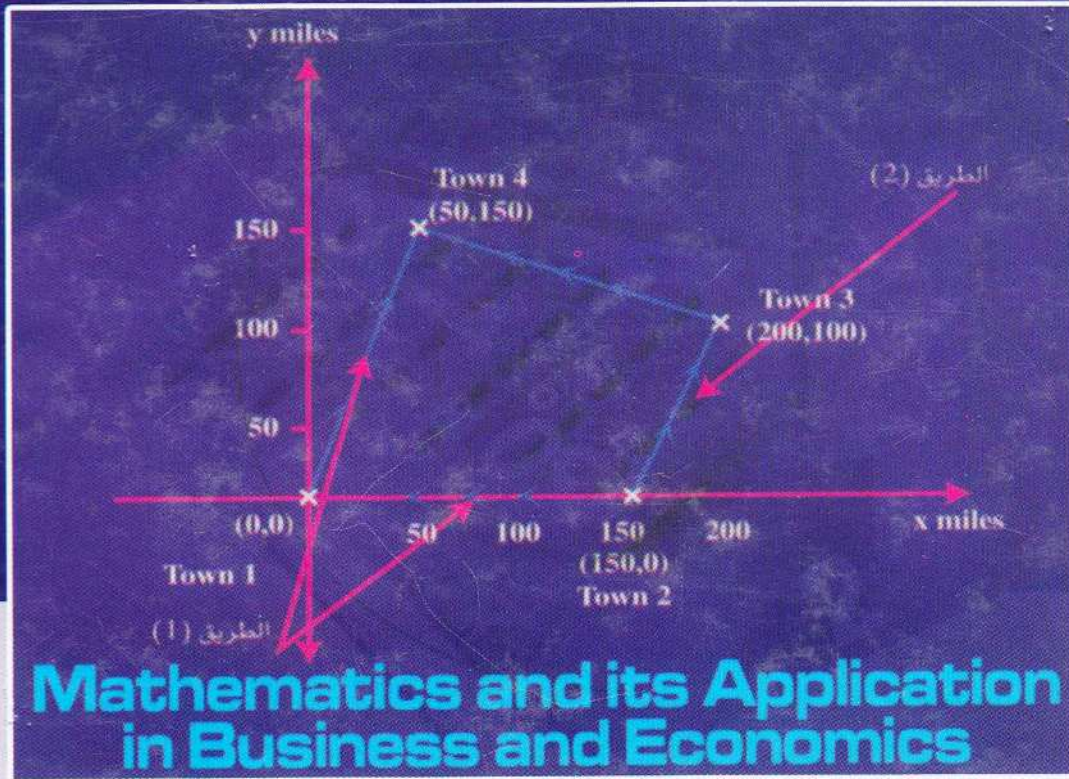 y miles
Town 4
(50,150)
الطريق (2)
150
Town 3
(200,100)
100
50
(0,0)
50 100 150 200
x miles
(150,0)
Town 1
Town 2
الطريق (1)
Mathematics and its Application
in Business and Economics